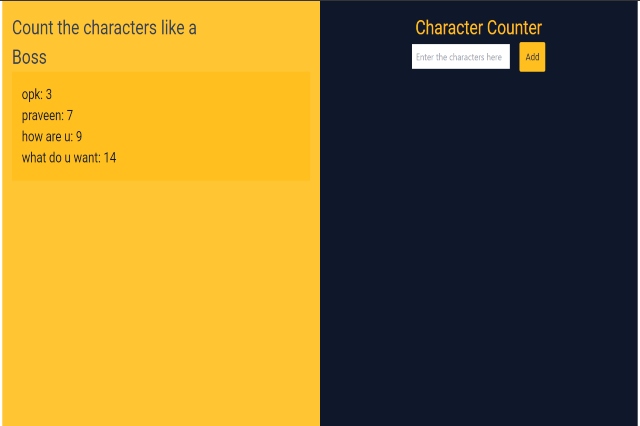 Count the characters like a
Boss
opk: 3
praveen: 7
how are u: 9
what do u want: 14
Character Counter
Enter the characters here
Add